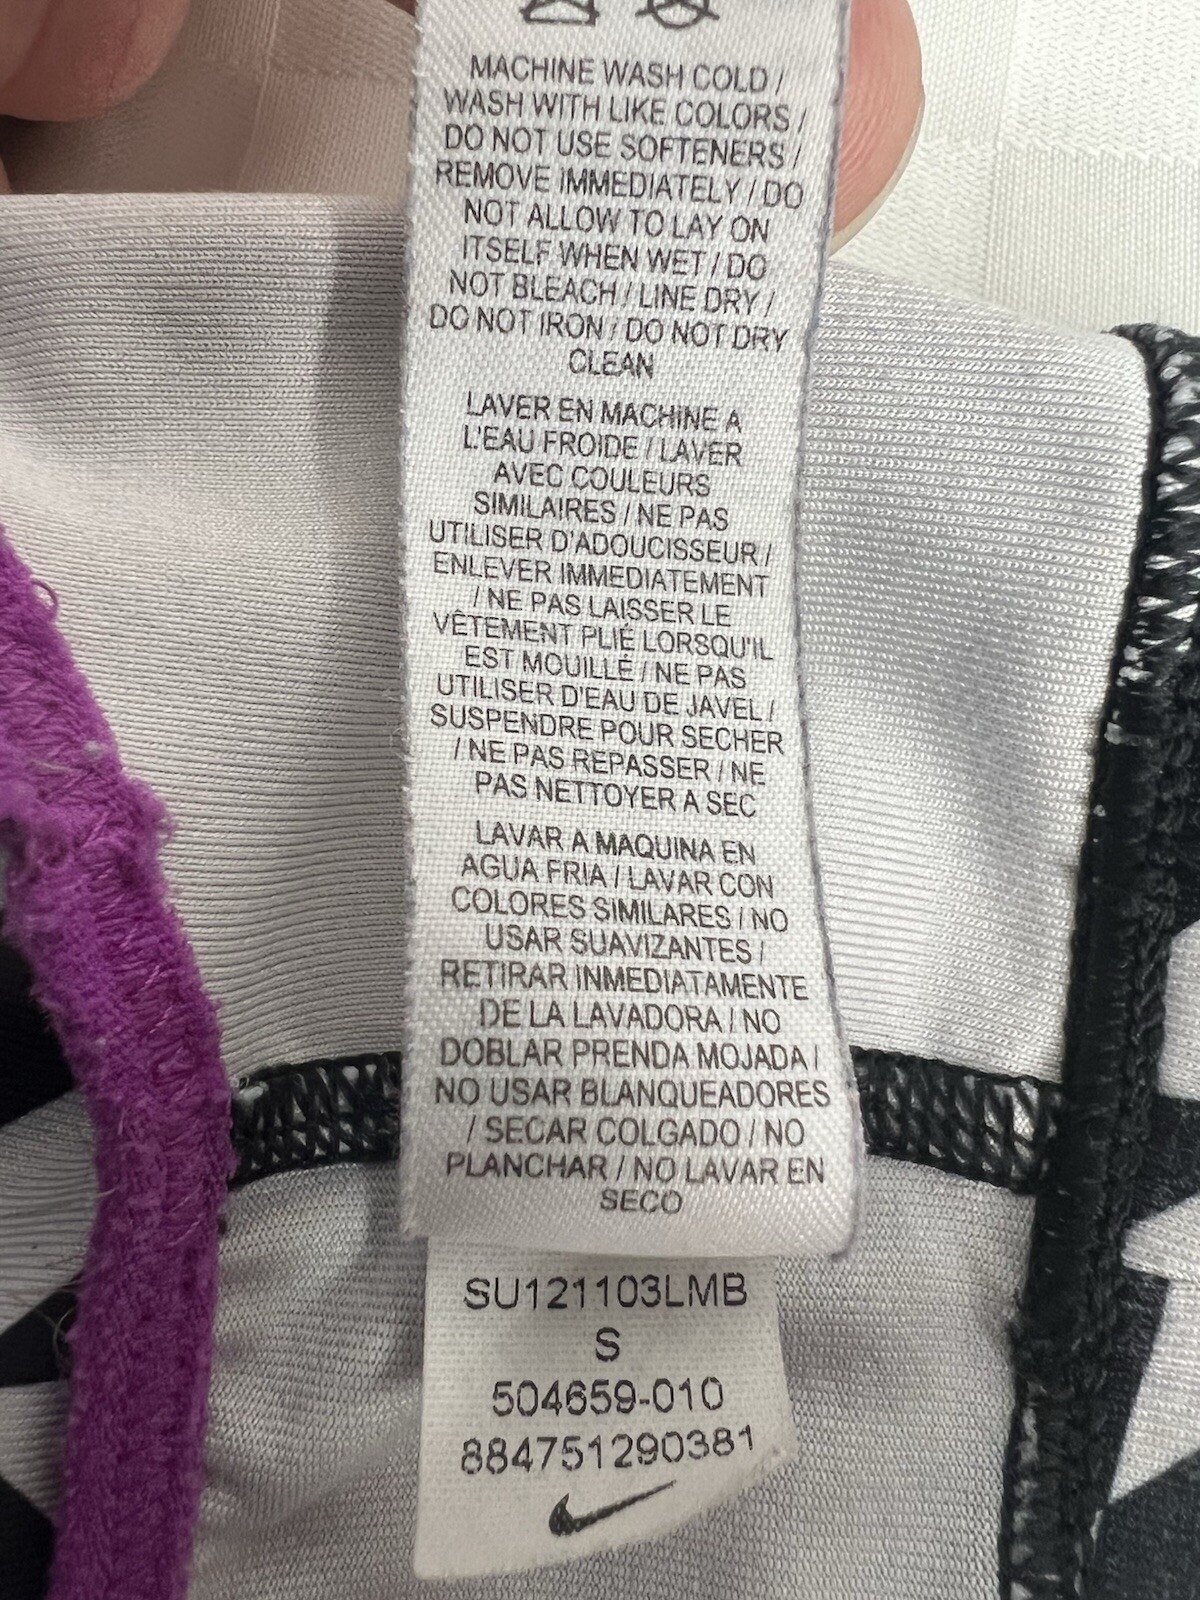 MACHINE WASH COLD /
WASH WITH LIKE COLORS /
DO NOT USE SOFTENERS /
REMOVE IMMEDIATELY / DO
NOT ALLOW TO LAY ON
ITSELF WHEN WET / DO
NOT BLEACH / LINE DRY /
DO NOT IRON / DO NOT DRY
CLEAN
LAVER EN MACHINE A
L'EAU FROIDE / LAVER
AVEC COULEURS
SIMILAIRES / NE PAS
UTILISER D'ADOUCISSEUR /
ENLEVER IMMEDIATEMENT
/ NE PAS LAISSER LE
VÊTEMENT PLIÉ LORSQU'IL
EST MOUILLÉ / NE PAS
UTILISER D'EAU DE JAVEL /
SUSPENDRE POUR SECHER
/ NE PAS REPASSER / NE
PAS NETTOYER A SEC
LAVAR A MAQUINA EN
AGUA FRIA / LAVAR CON
COLORES SIMILARES / NO
USAR SUAVIZANTES /
RETIRAR INMEDIATAMENTE
DE LA LAVADORA / NO
DOBLAR PRENDA MOJADA /
NO USAR BLANQUEADORES
/ SECAR COLGADO / NO
PLANCHAR / NO LAVAR EN
SECO
SU121103LMB
S
504659-010
884751290381